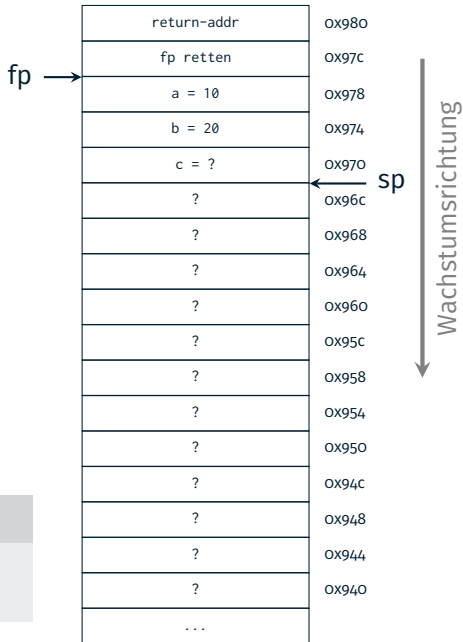 return-addr 0x980
fp retten 0x97c
fp
a = 10 0x978
b = 20 0x974
c = ? 0x970
sp
? 0x96c
? 0x968
? 0x964
? 0x960
? 0x95c
? 0x958
? 0x954
? 0x950
? 0x94c
? 0x948
? 0x944
? 0x940
...
Wachstumsrichtung